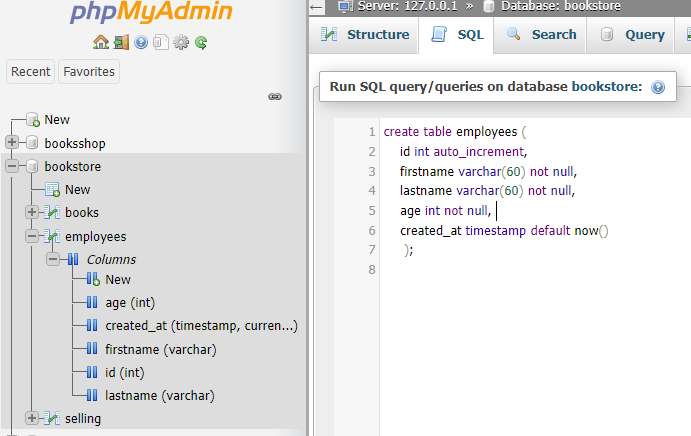 phpMyAdmin
Recent Favorites
New
booksshop
bookstore
New
books
employees
Columns
New
age (int)
created_at (timestamp, curren...)
firstname (varchar)
id (int)
lastname (varchar)
selling
Server: 127.0.0.1 » Database: bookstore
Structure SQL Search Query
Run SQL query/queries on database bookstore:
1 create table employees (
2 id int auto_increment,
3 firstname varchar(60) not null,
4 lastname varchar(60) not null,
5 age int not null,
6 created_at timestamp default now()
7 );
8